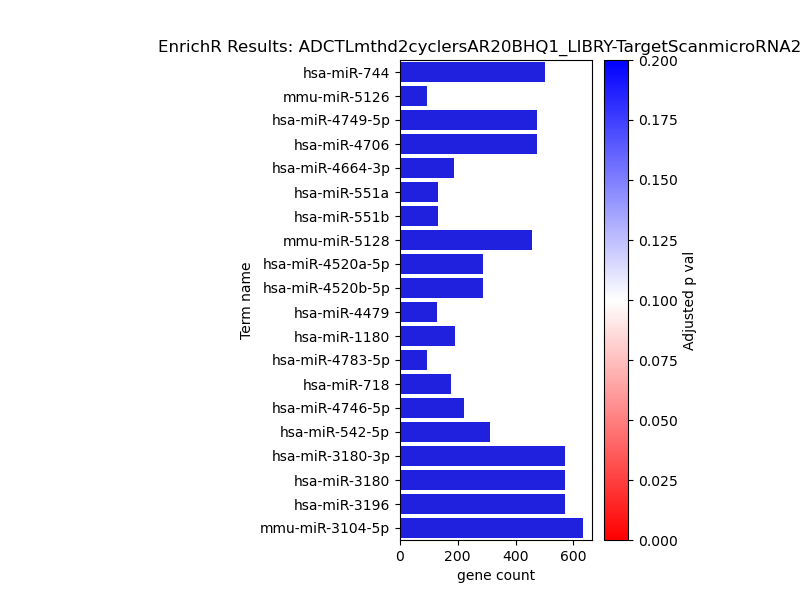 EnrichR Results: ADCTLmthd2cyclersAR20BHQ1_LIBRY-TargetScanmicroRNA2
hsa-miR-744
mmu-miR-5126
hsa-miR-4749-5p
hsa-miR-4706
hsa-miR-4664-3p
hsa-miR-551a
hsa-miR-551b
mmu-miR-5128
hsa-miR-4520a-5p
hsa-miR-4520b-5p
hsa-miR-4479
hsa-miR-1180
hsa-miR-4783-5p
hsa-miR-718
hsa-miR-4746-5p
hsa-miR-542-5p
hsa-miR-3180-3p
hsa-miR-3180
hsa-miR-3196
mmu-miR-3104-5p
Term name
0 200 400 600
gene count
0.200
0.175
0.150
0.125
0.100
0.075
0.050
0.025
0.000
Adjusted p val